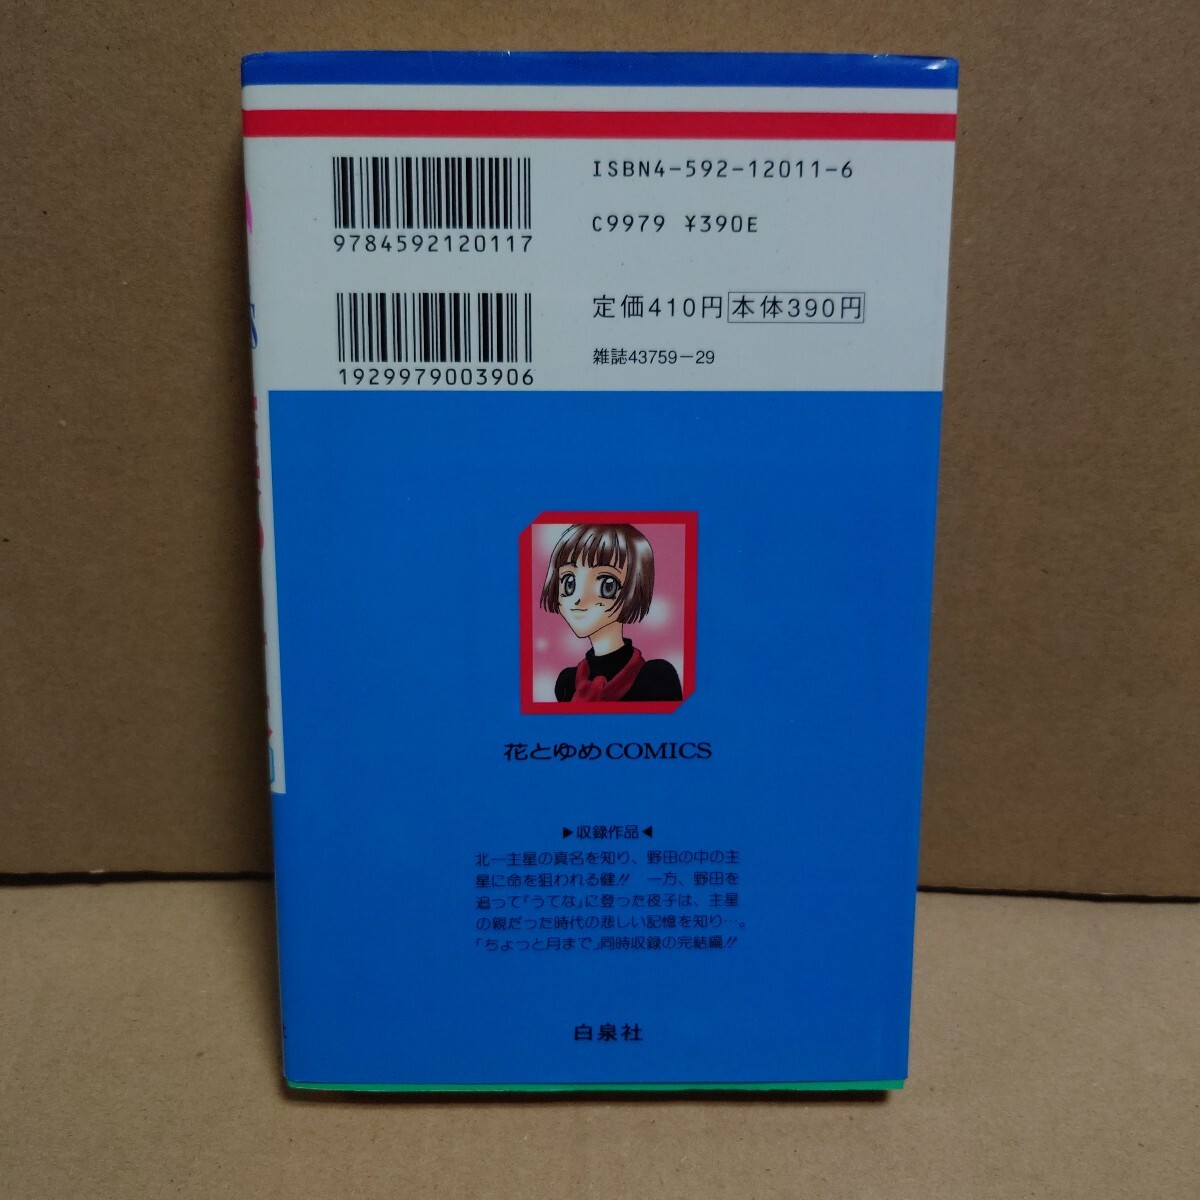 ISBN4-592-12011-6
9784592120117
C9979 ¥390E
定価410円 本体390円
雑誌43759-29
1929979003906
花とゆめCOMICS
▶収録作品◀
北一主星の真名を知り、野田の中の主
星に命を狙われる健!! 一方、野田を
追って『うてな』に登った夜子は、主星
の親だった時代の悲しい記憶を知り…。
「ちょっと月まで」同時収録の完結編!!
白泉社